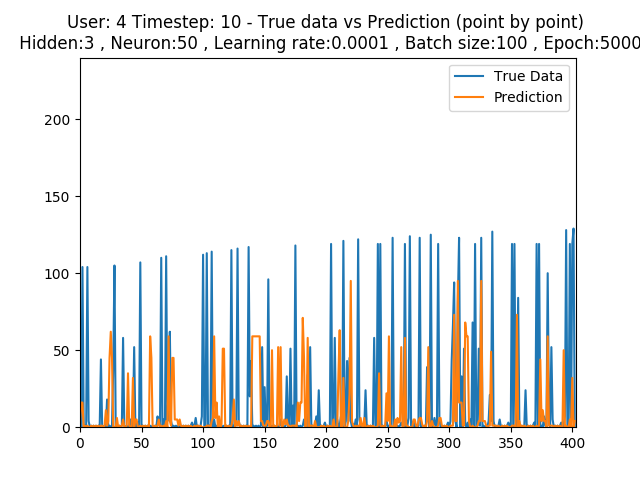 User: 4 Timestep: 10 - True data vs Prediction (point by point)
Hidden:3 , Neuron:50 , Learning rate:0.0001 , Batch size:100 , Epoch:5000
True Data
Prediction
200
150
100
50
0
0 50 100 150 200 250 300 350 400